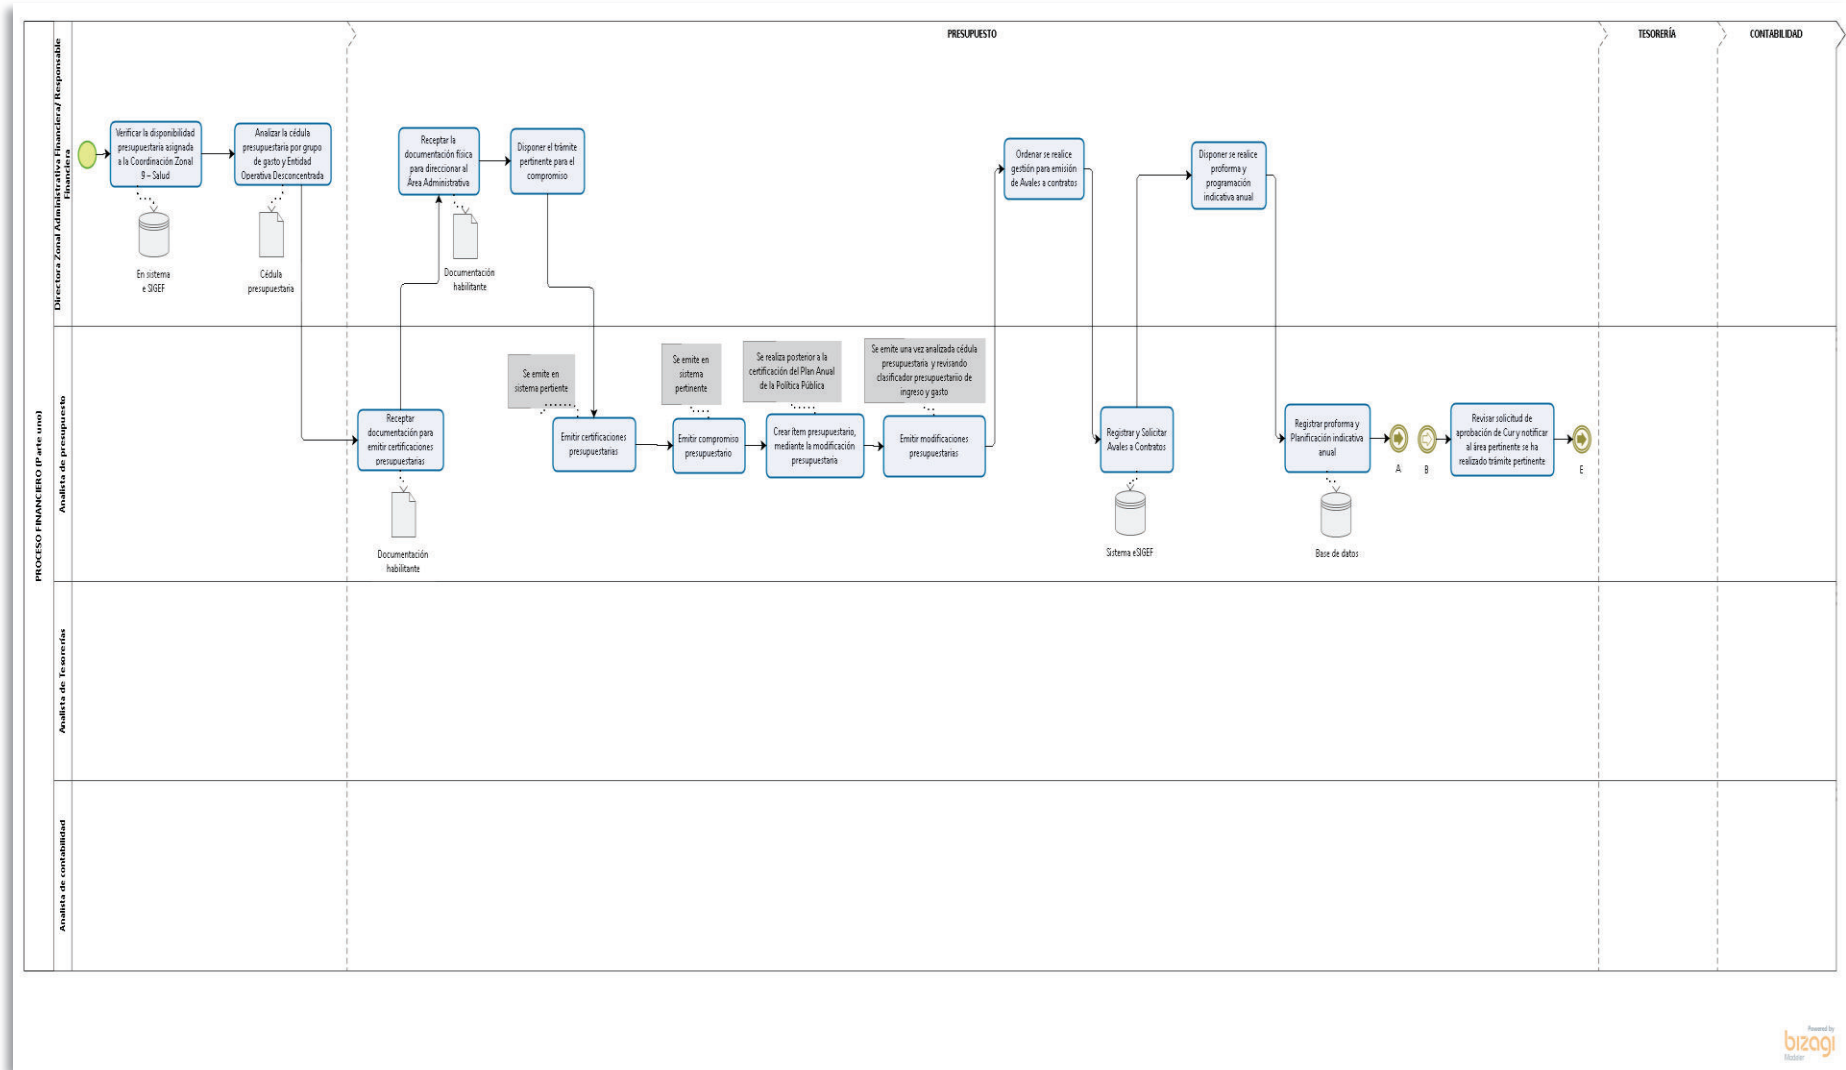 PROCESO FINANCIERO (Parte uno)
PRESUPUESTO
TESORERÍA
CONTABILIDAD
Directora Zonal Administrativa Financiera/ Responsable
Financiera
Verificar la disponibilidad
presupuestaria asignada
a la Coordinación Zonal
9 – Salud
Analizar la cédula
presupuestaria por grupo
de gasto y Entidad
Operativa Desconcentrada
En sistema
e SIGEF
Cédula
presupuestaria
Receptar la
documentación física
para direccionar al
Área Administrativa
Disponer el trámite
pertinente para el
compromiso
Documentación
habilitante
Ordenar se realice
gestión para emisión
de Avales a contratos
Disponer se realice
proforma y
programación
indicativa anual
Analista de presupuesto
Receptar
documentación para
emitir certificaciones
presupuestarias
Documentación
habilitante
Se emite en
sistema pertiente
Emitir certificaciones
presupuestarias
Se emite en
sistema
pertinente
Emitir compromiso
presupuestario
Se realiza posterior a la
certificación del Plan Anual
de la Política Pública
Crear ítem presupuestario,
mediante la modificación
presupuestaria
Se emite una vez analizada cédula
presupuestaria y revisando
clasificador presupuestariio de
ingreso y gasto
Emitir modificaciones
presupuestarias
Registrar y Solicitar
Avales a Contratos
Sistema eSIGEF
Registrar proforma y
Planificación indicativa
anual
Base de datos
A
B
Revisar solicitud de
aprobación de Cur y notificar
al área pertinente se ha
realizado trámite pertinente
E
Analista de Tesorerías
Analista de contabilidad
Powered by
bizagi
Modeler